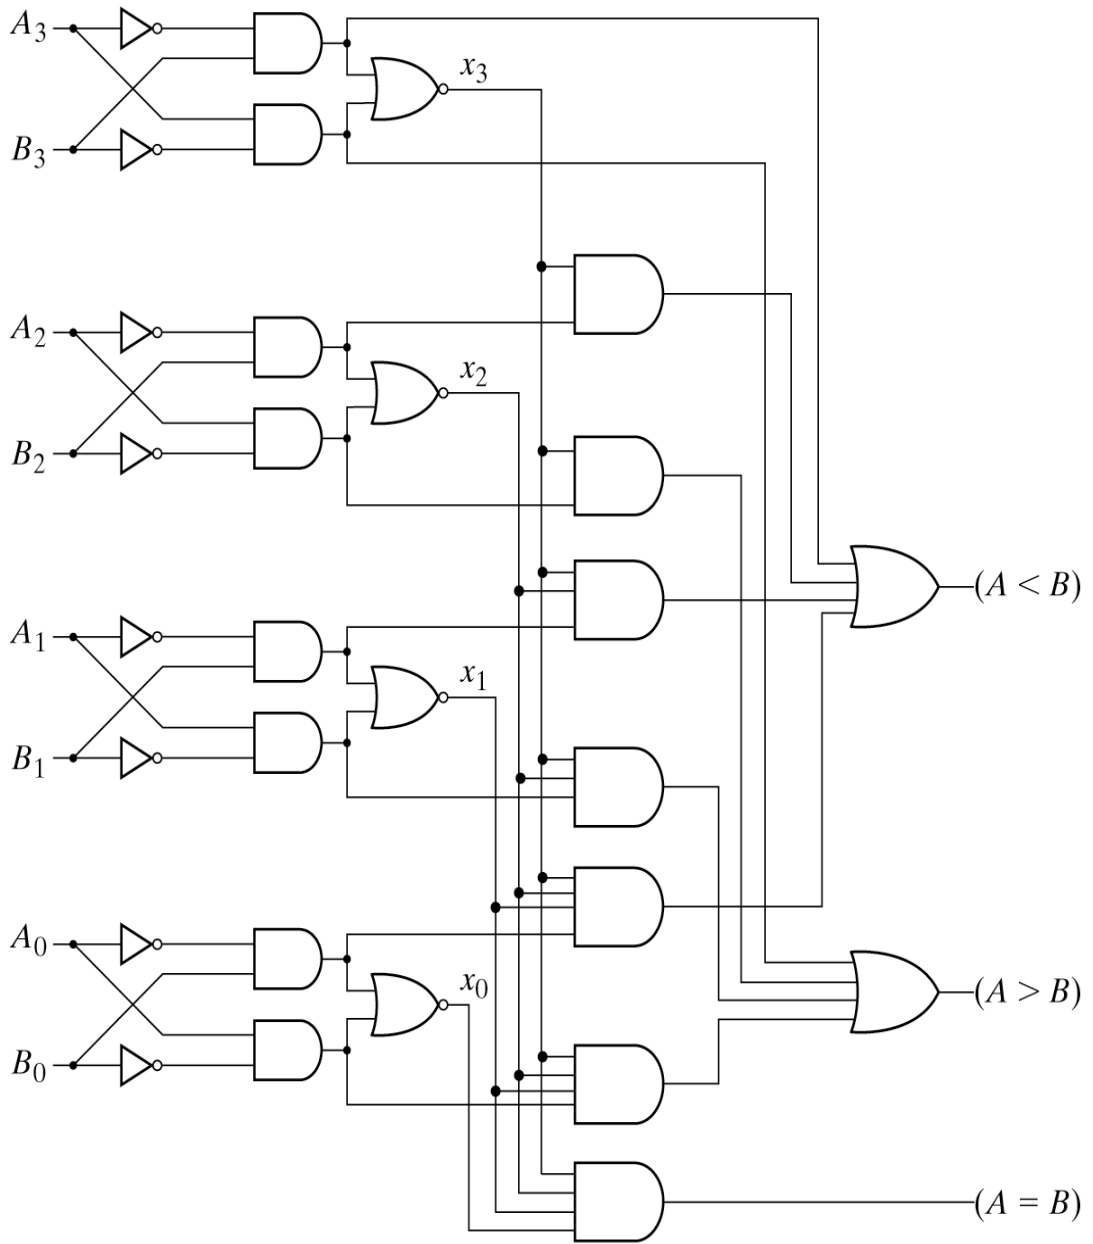 A₃
x₃
B₃
A₂
x₂
B₂
(A < B)
A₁
x₁
B₁
A₀
x₀
(A > B)
B₀
(A = B)